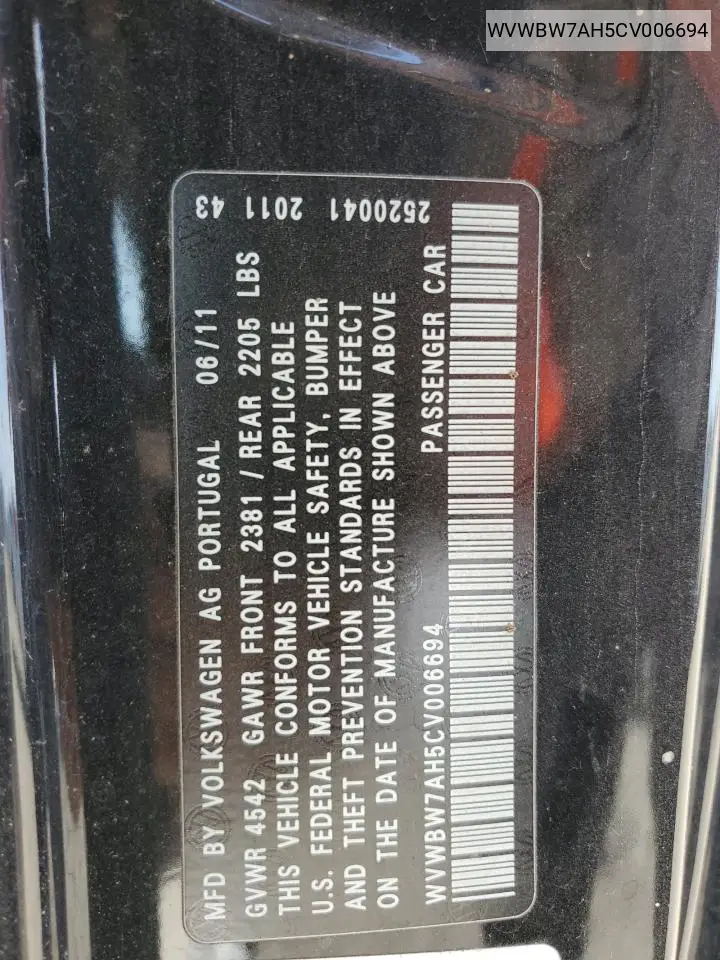 WVWBW7AH5CV006694
MFD BY VOLKSWAGEN AG PORTUGAL 06/11 2011 43
GVWR 4542 GAWR FRONT 2381 / REAR 2205 LBS
THIS VEHICLE CONFORMS TO ALL APPLICABLE
U.S. FEDERAL MOTOR VEHICLE SAFETY, BUMPER
AND THEFT PREVENTION STANDARDS IN EFFECT
ON THE DATE OF MANUFACTURE SHOWN ABOVE
WVWBW7AH5CV006694 PASSENGER CAR
2520041